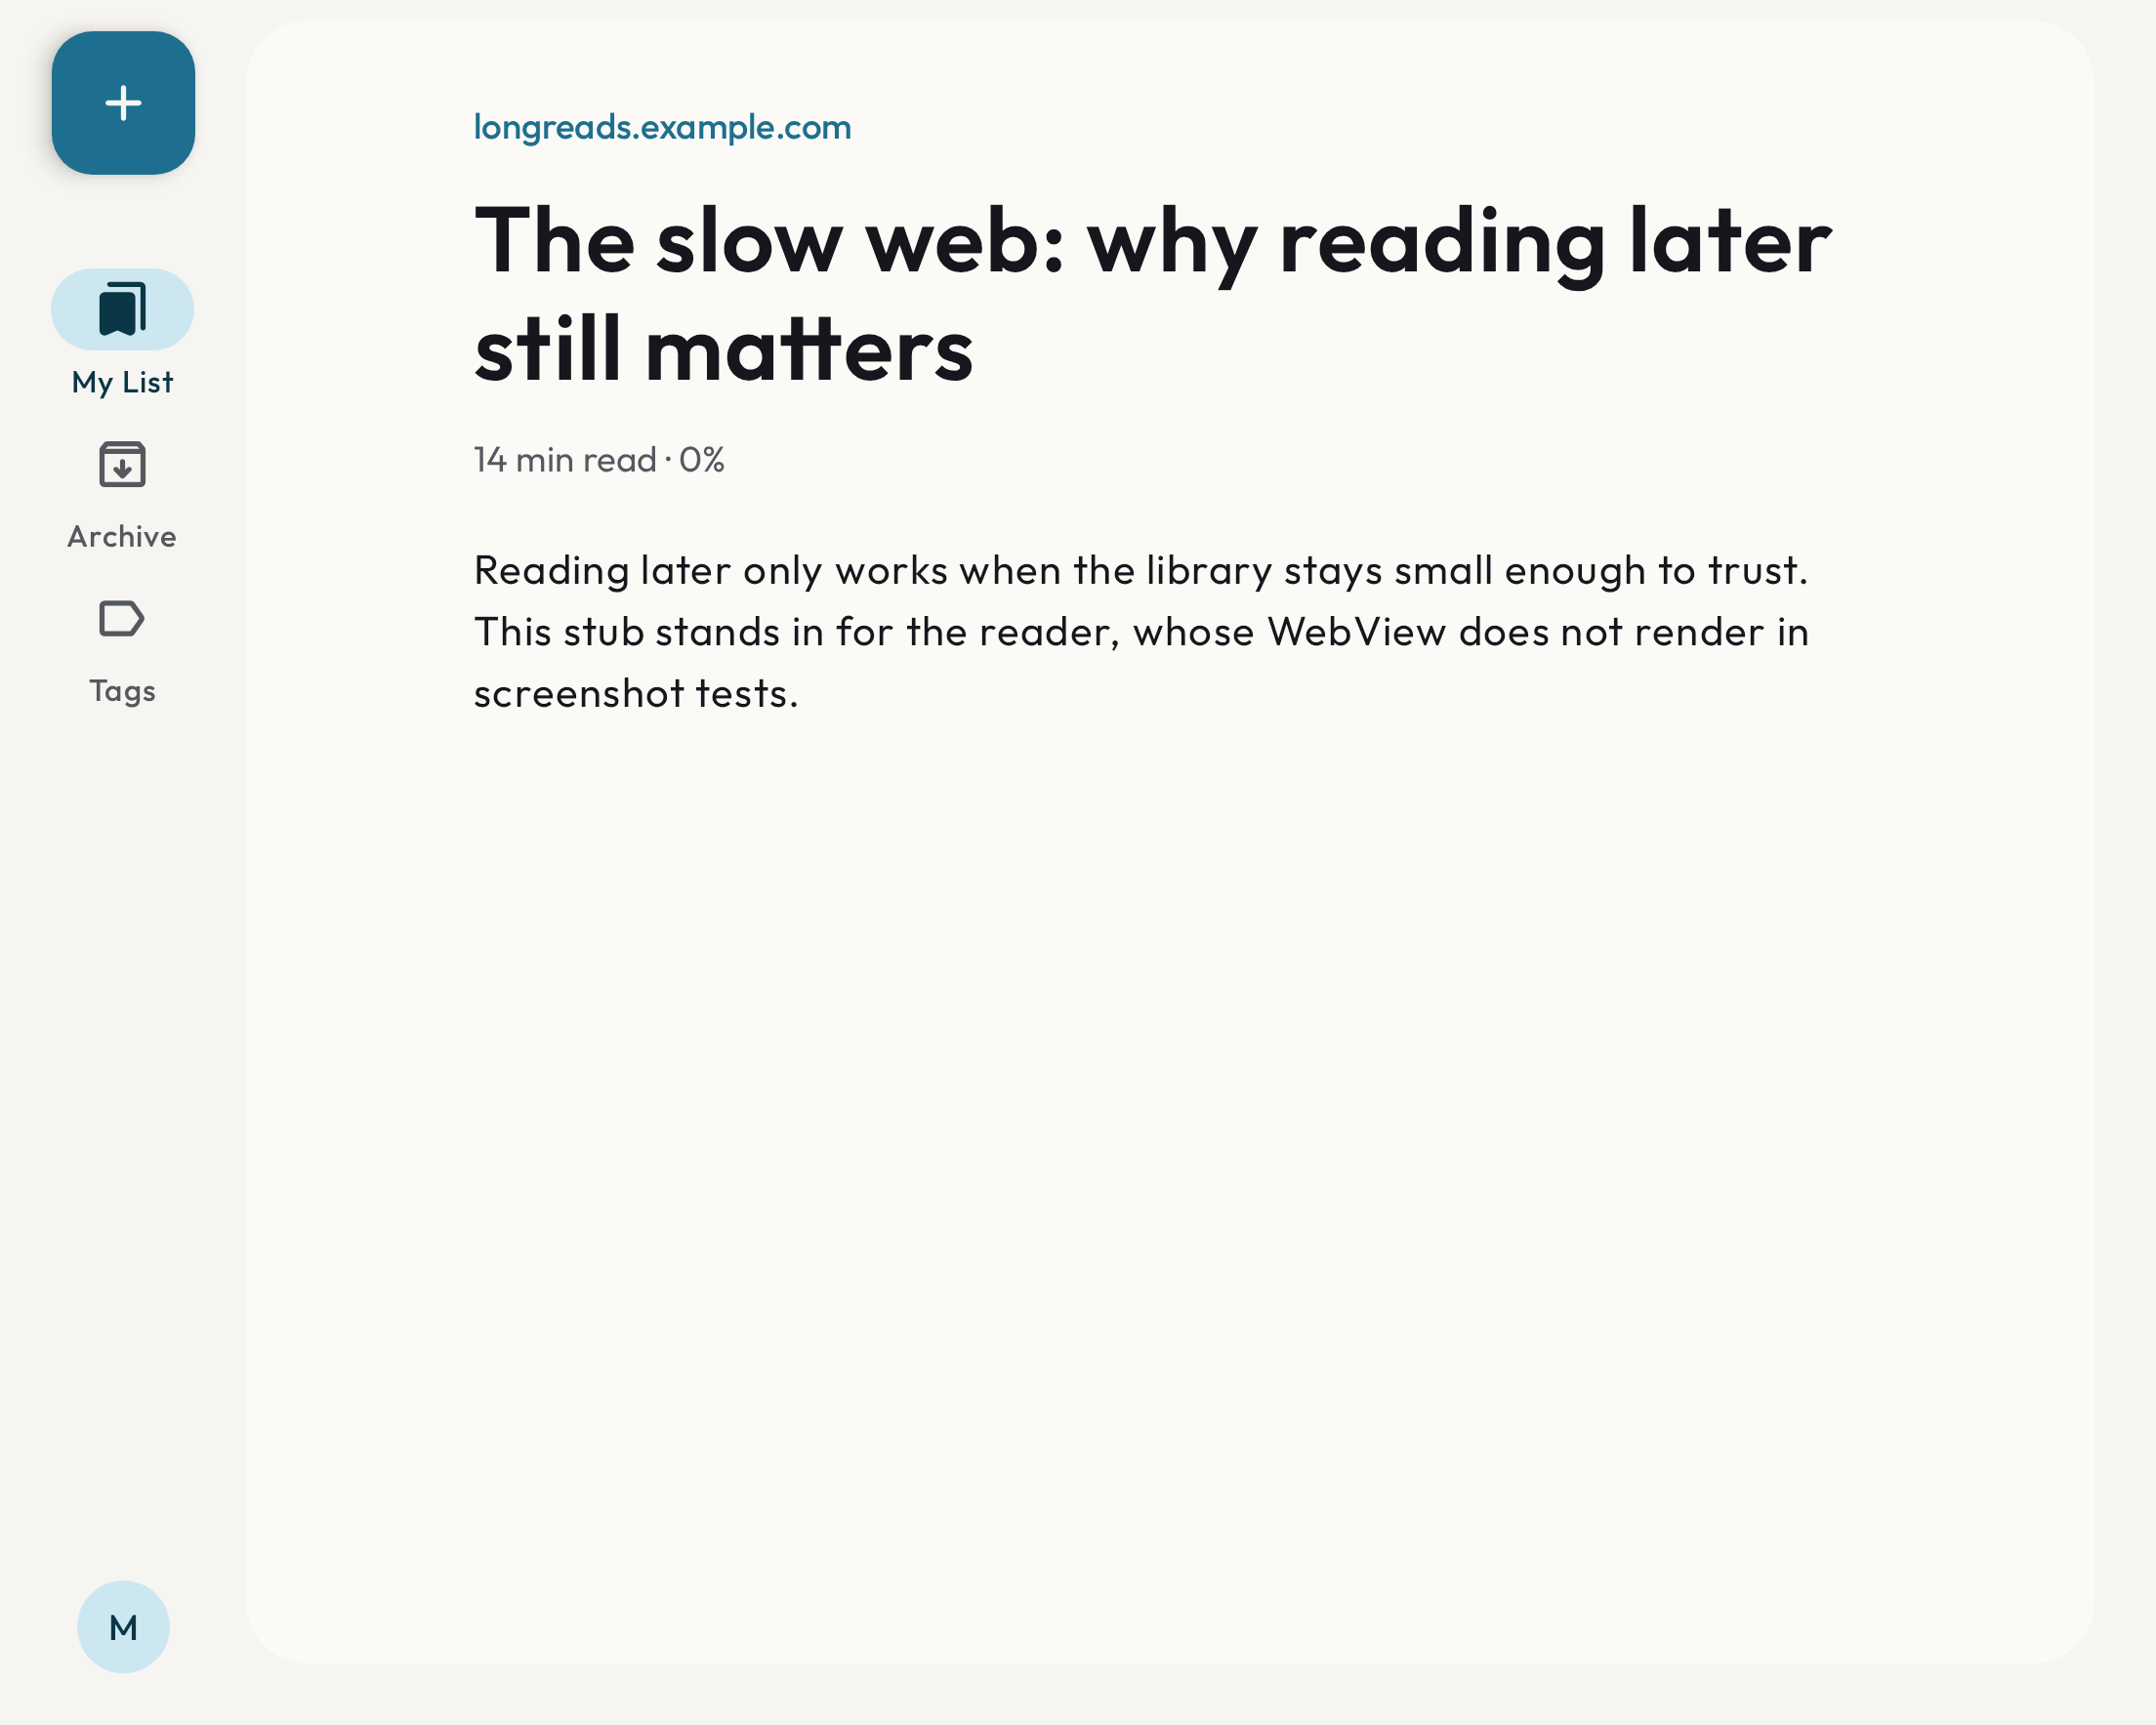 My List
Archive
Tags
M
longreads.example.com
The slow web: why reading later
still matters
14 min read · 0%
Reading later only works when the library stays small enough to trust.
This stub stands in for the reader, whose WebView does not render in
screenshot tests.